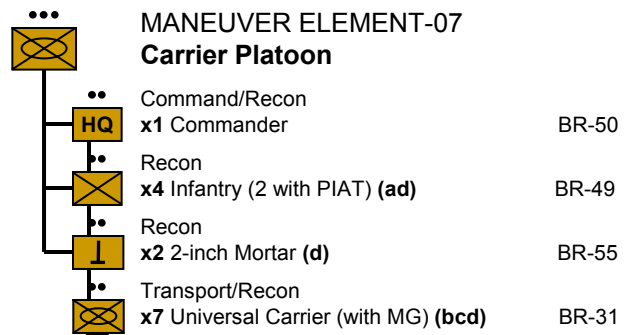 MANEUVER ELEMENT-07
Carrier Platoon
Command/Recon
HQ x1 Commander BR-50
Recon
x4 Infantry (2 with PIAT) (ad) BR-49
Recon
x2 2-inch Mortar (d) BR-55
Transport/Recon
x7 Universal Carrier (with MG) (bcd) BR-31